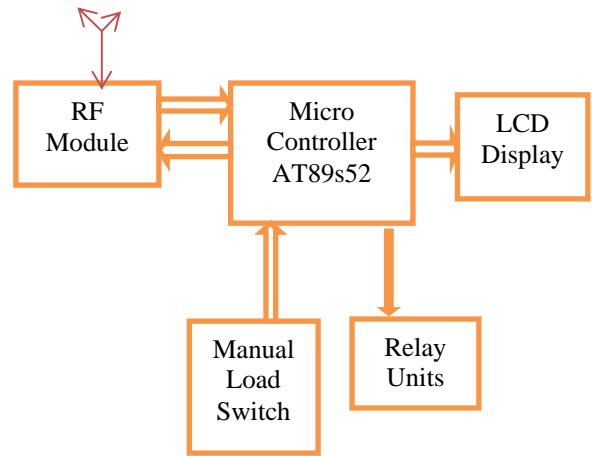 RF
Module
Micro
Controller
AT89s52
LCD
Display
Manual
Load
Switch
Relay
Units